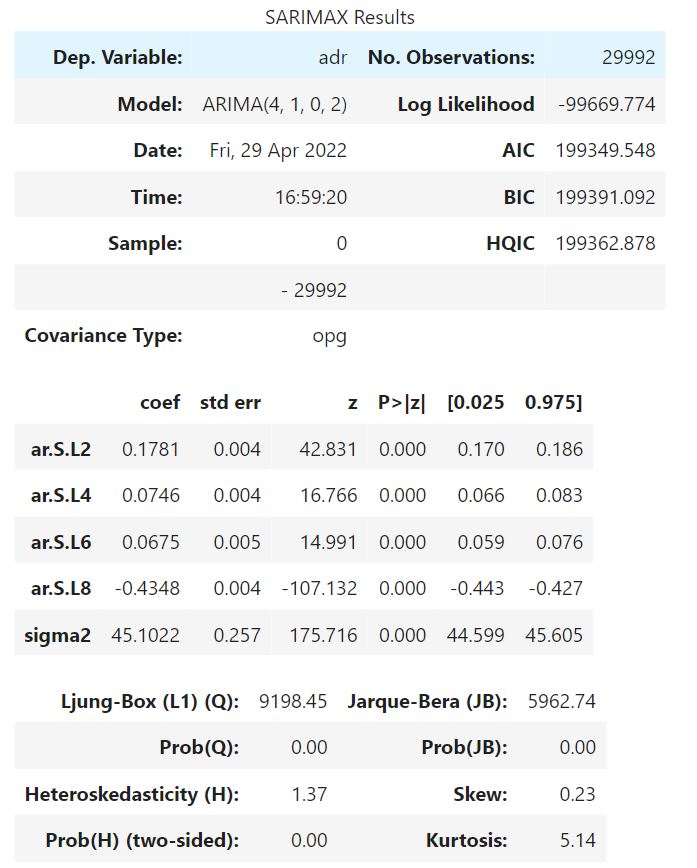 SARIMAX Results
Dep. Variable: adr No. Observations: 29992
Model: ARIMA(4, 1, 0, 2) Log Likelihood -99669.774
Date: Fri, 29 Apr 2022 AIC 199349.548
Time: 16:59:20 BIC 199391.092
Sample: 0 HQIC 199362.878
- 29992
Covariance Type: opg
coef std err z P>|z| [0.025 0.975]
ar.S.L2 0.1781 0.004 42.831 0.000 0.170 0.186
ar.S.L4 0.0746 0.004 16.766 0.000 0.066 0.083
ar.S.L6 0.0675 0.005 14.991 0.000 0.059 0.076
ar.S.L8 -0.4348 0.004 -107.132 0.000 -0.443 -0.427
sigma2 45.1022 0.257 175.716 0.000 44.599 45.605
Ljung-Box (L1) (Q): 9198.45 Jarque-Bera (JB): 5962.74
Prob(Q): 0.00 Prob(JB): 0.00
Heteroskedasticity (H): 1.37 Skew: 0.23
Prob(H) (two-sided): 0.00 Kurtosis: 5.14